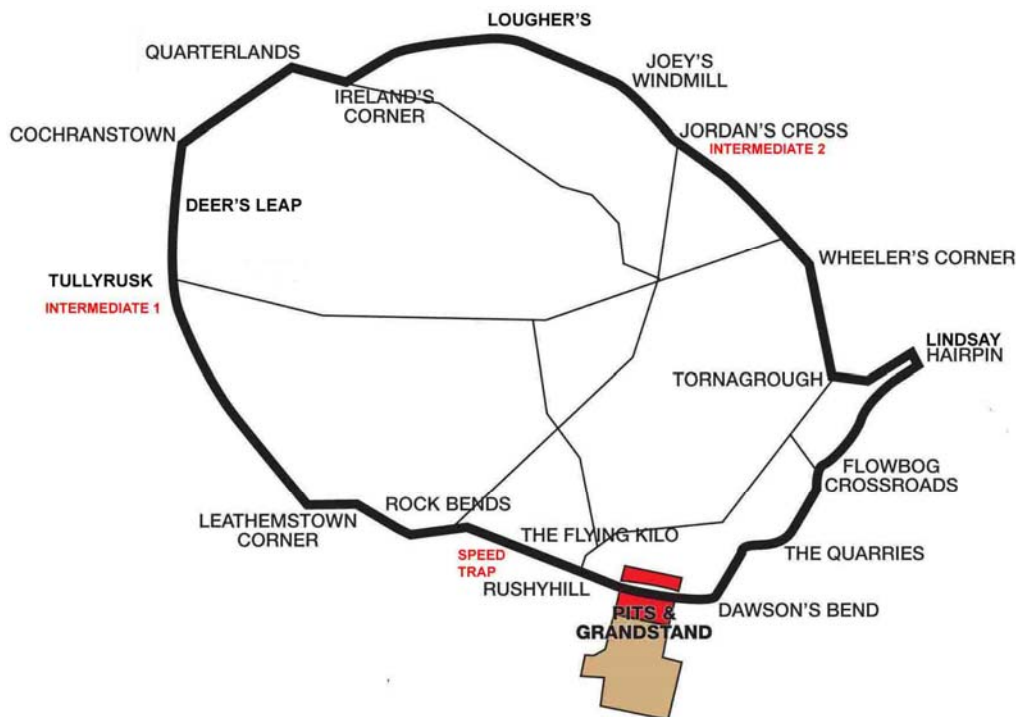 LOUGHER'S
QUARTERLANDS
JOEY'S
WINDMILL
IRELAND'S
CORNER
COCHRANSTOWN
JORDAN'S CROSS
INTERMEDIATE 2
DEER'S LEAP
TULLYRUSK
INTERMEDIATE 1
WHEELER'S CORNER
LINDSAY
HAIRPIN
TORNAGROUGH
FLOWBOG
CROSSROADS
ROCK BENDS
LEATHEMSTOWN
CORNER
THE FLYING KILO
SPEED
TRAP
RUSHYHILL
THE QUARRIES
DAWSON'S BEND
PITS &
GRANDSTAND